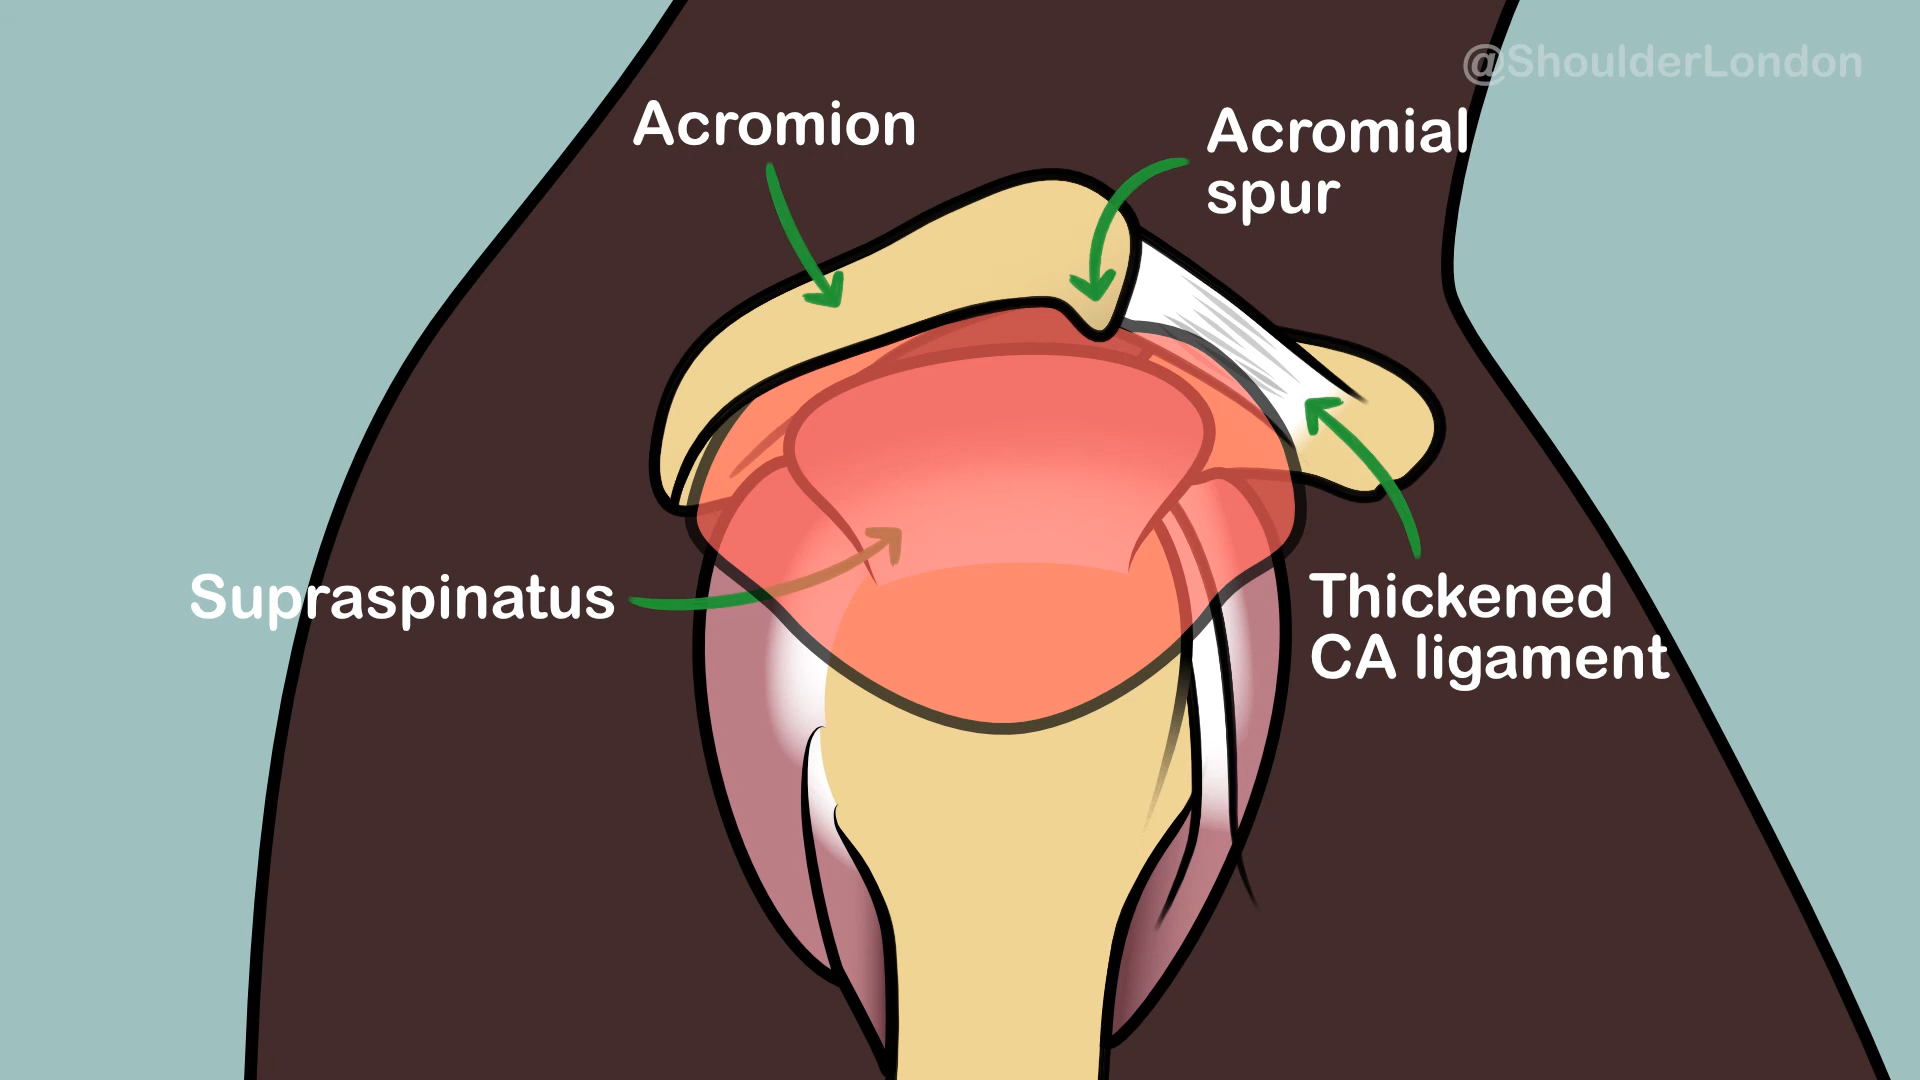 @ShoulderLondon
Acromion
Acromial
spur
Supraspinatus
Thickened
CA ligament